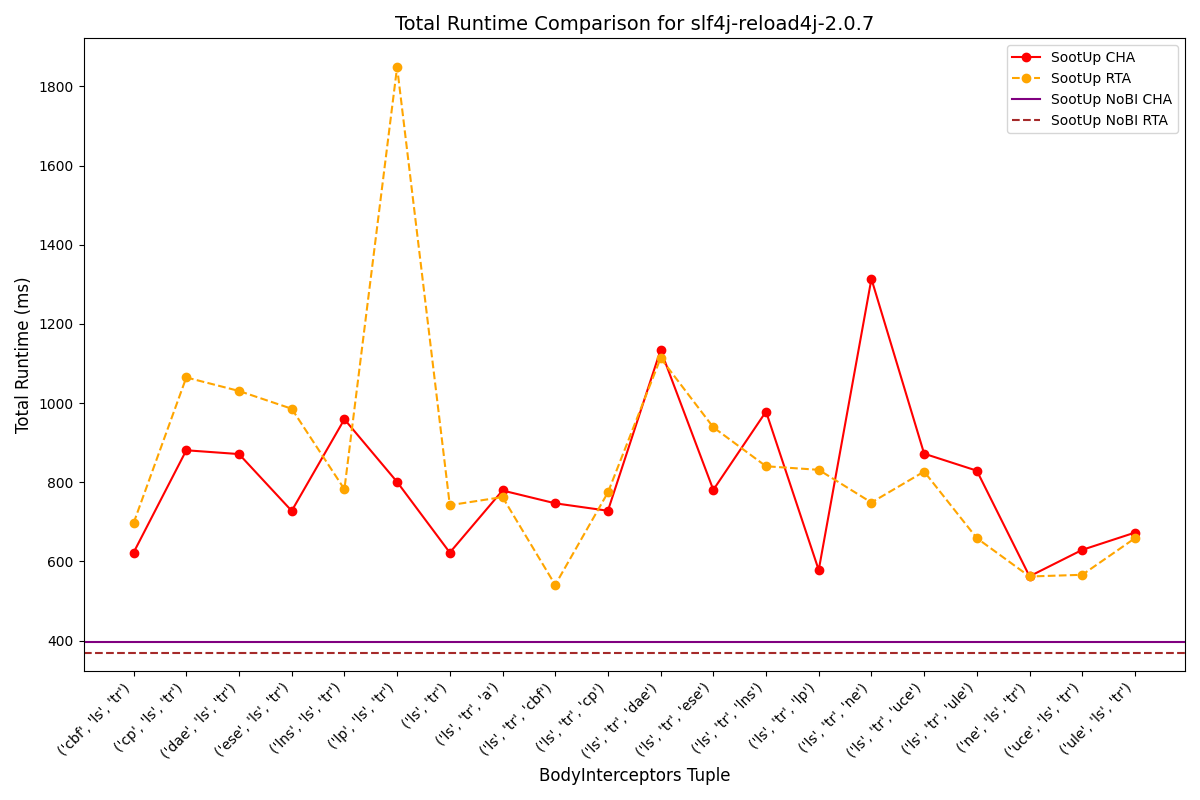 Total Runtime Comparison for slf4j-reload4j-2.0.7
SootUp CHA
SootUp RTA
SootUp NoBI CHA
SootUp NoBI RTA
Total Runtime (ms)
1800
1600
1400
1200
1000
800
600
400
('cbf', 'ls', 'tr')
('cp', 'ls', 'tr')
('dae', 'ls', 'tr')
('ese', 'ls', 'tr')
('lns', 'ls', 'tr')
('lp', 'ls', 'tr')
('ls', 'tr')
('ls', 'tr', 'a')
('ls', 'tr', 'cbf')
('ls', 'tr', 'cp')
('ls', 'tr', 'dae')
('ls', 'tr', 'ese')
('ls', 'tr', 'lns')
('ls', 'tr', 'lp')
('ls', 'tr', 'ne')
('ls', 'tr', 'uce')
('ls', 'tr', 'ule')
('ne', 'ls', 'tr')
('uce', 'ls', 'tr')
('ule', 'ls', 'tr')
BodyInterceptors Tuple